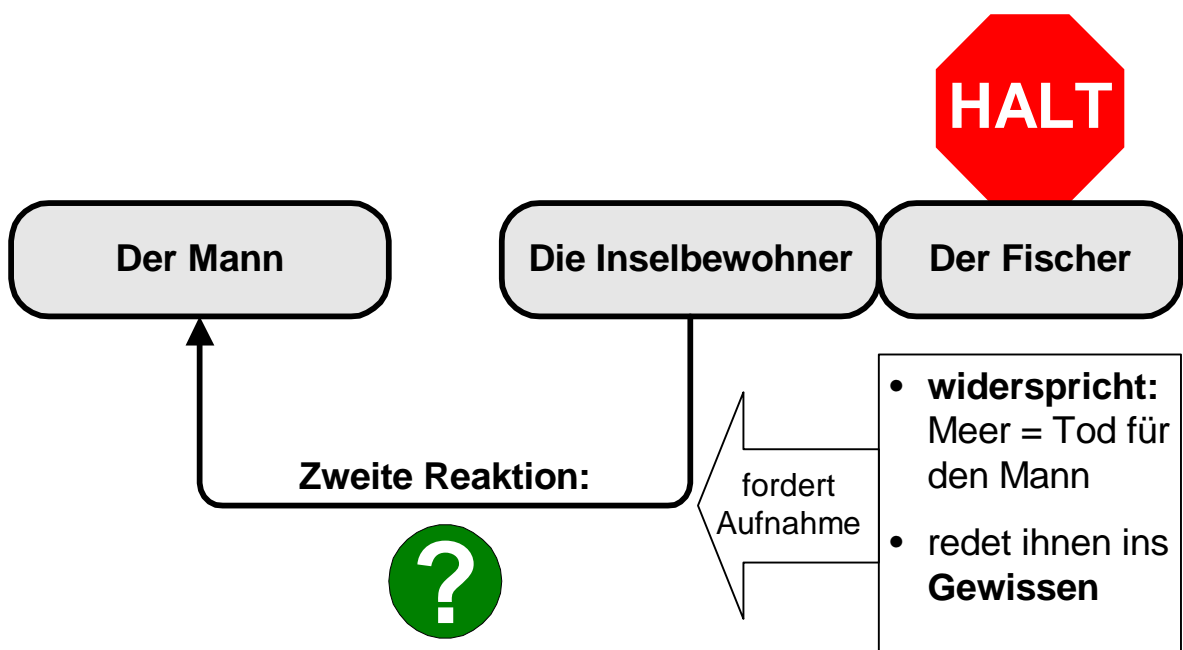 HALT
Der Mann
Die Inselbewohner
Der Fischer
Zweite Reaktion:
?
fordert
Aufnahme
• widerspricht:
Meer = Tod für
den Mann
• redet ihnen ins
Gewissen